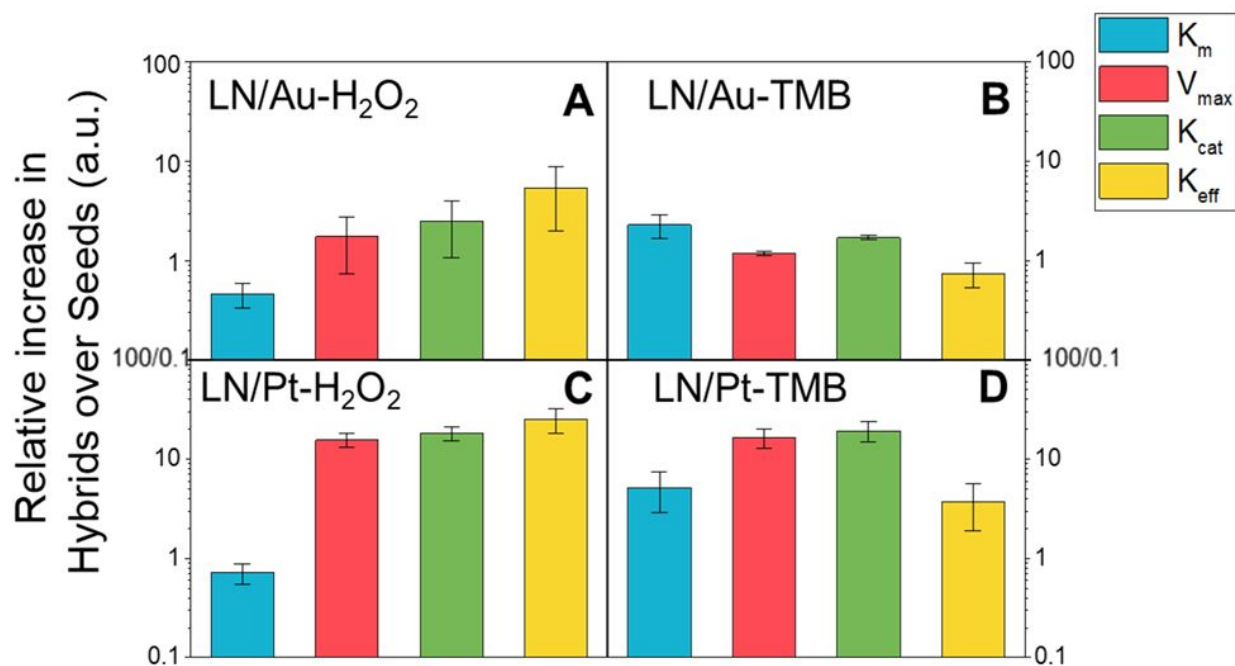 Relative increase in
Hybrids over Seeds (a.u.)
100
10
1
100/0.1
10
1
0.1
LN/Au-H₂O₂
A
LN/Au-TMB
B
LN/Pt-H₂O₂
C
LN/Pt-TMB
D
100
10
1
100/0.1
10
1
0.1
Kₘ
Vₘₐₓ
K_cat
K_eff